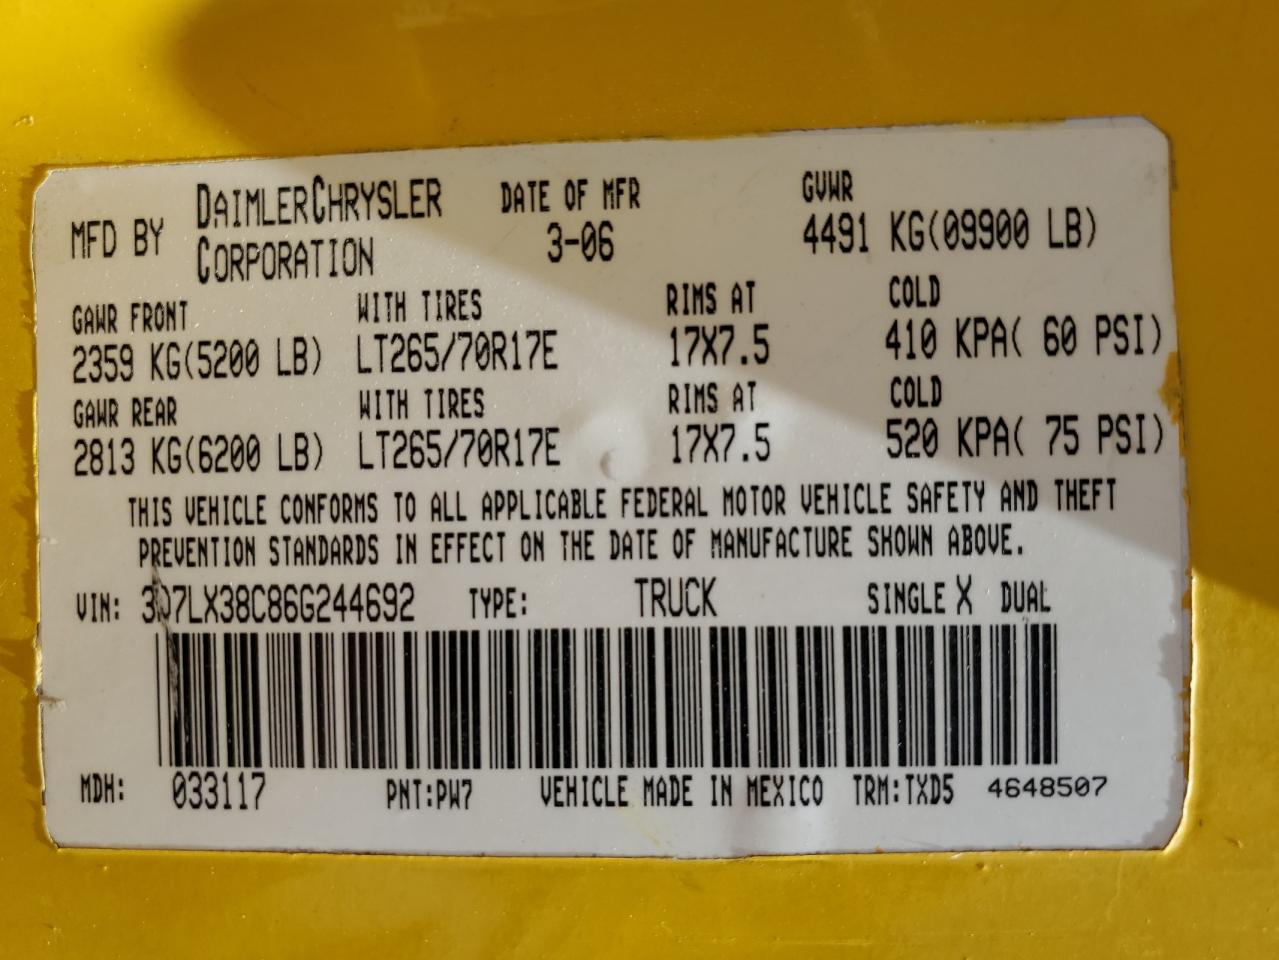 MFD BY DAIMLERCHRYSLER CORPORATION DATE OF MFR 3-06 GVWR 4491 KG(09900 LB)
GAWR FRONT WITH TIRES RIMS AT COLD
2359 KG(5200 LB) LT265/70R17E 17X7.5 410 KPA( 60 PSI)
GAWR REAR WITH TIRES RIMS AT COLD
2813 KG(6200 LB) LT265/70R17E 17X7.5 520 KPA( 75 PSI)
THIS VEHICLE CONFORMS TO ALL APPLICABLE FEDERAL MOTOR VEHICLE SAFETY AND THEFT
PREVENTION STANDARDS IN EFFECT ON THE DATE OF MANUFACTURE SHOWN ABOVE.
VIN: 3D7LX38C86G244692 TYPE: TRUCK SINGLE X DUAL
MDH: 033117 PNT:PW7 VEHICLE MADE IN MEXICO TRM:TXD5 4648507